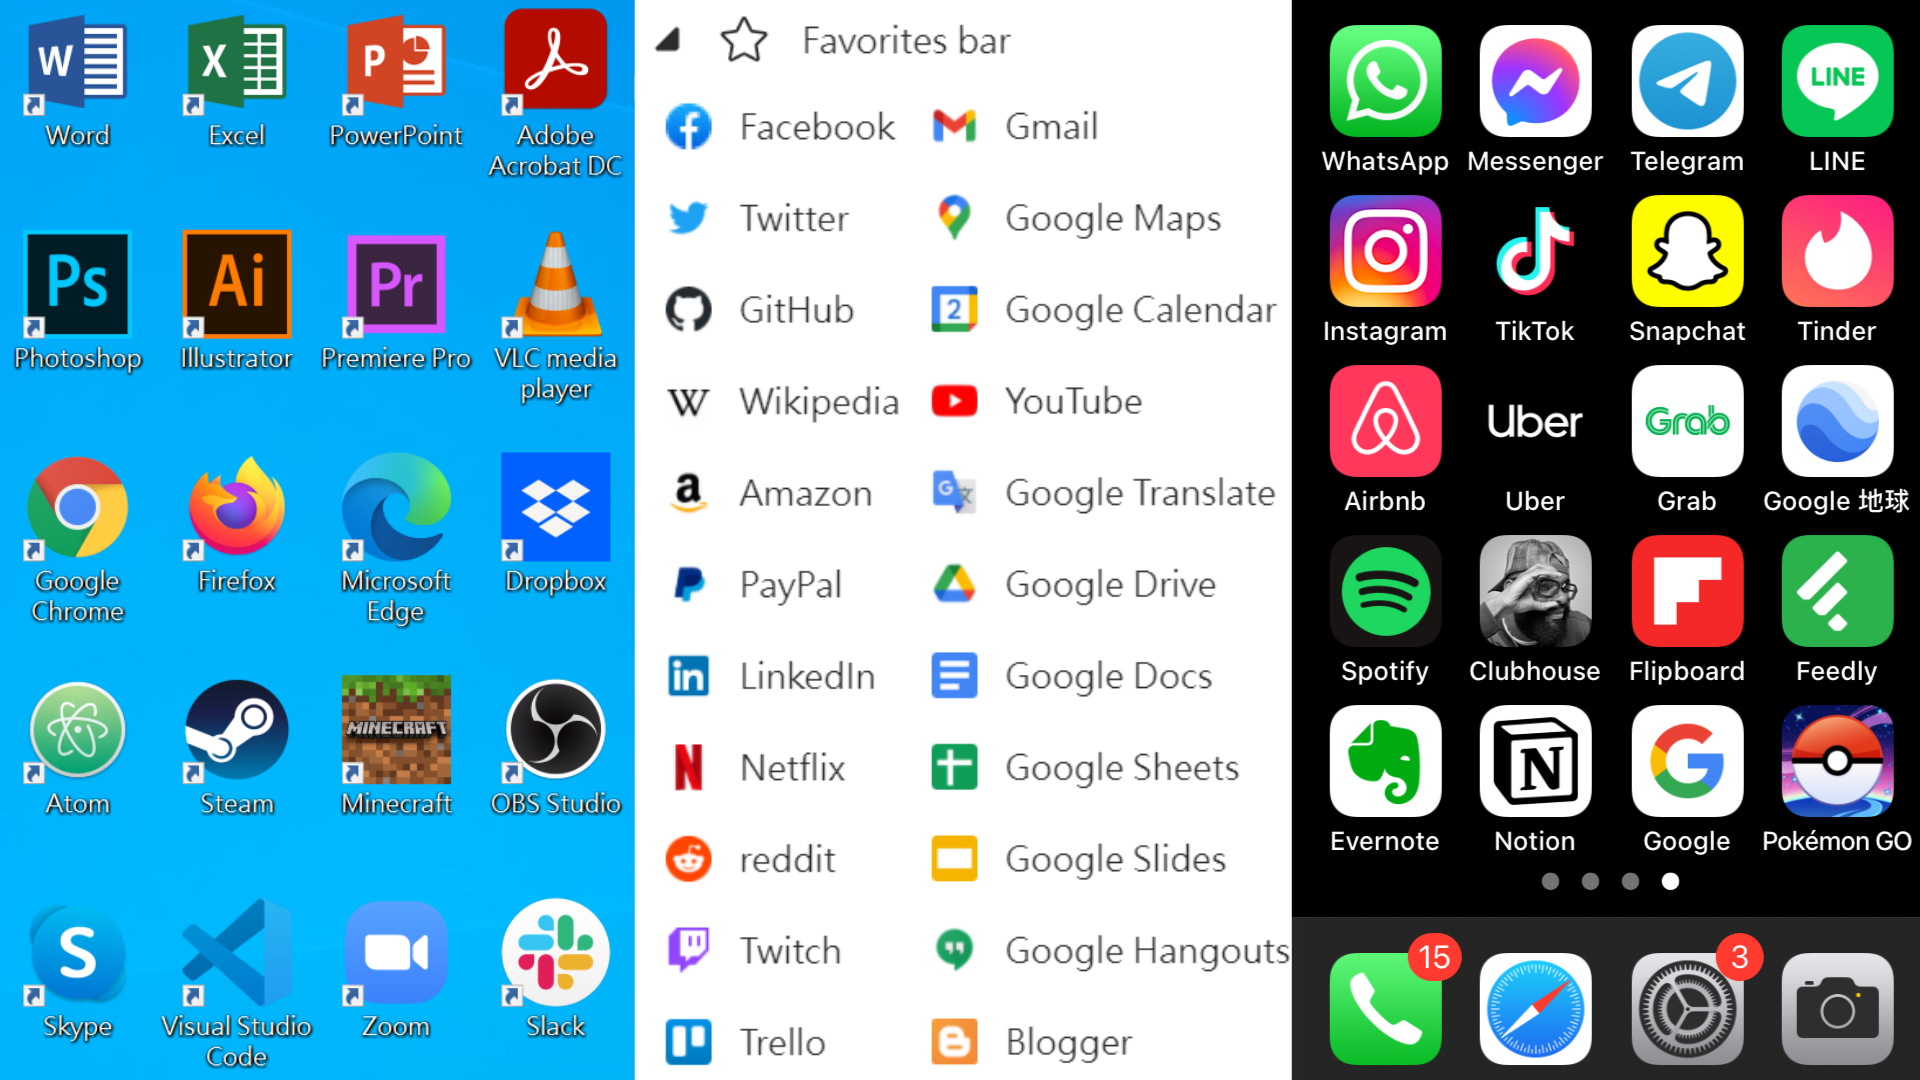 W
X
P
Word
Excel
PowerPoint
Adobe
Acrobat DC
Ps
Ai
Pr
Photoshop
Illustrator
Premiere Pro
VLC media
player
Google
Chrome
Firefox
Microsoft
Edge
Dropbox
MINECRAFT
Atom
Steam
Minecraft
OBS Studio
S
Skype
Visual Studio
Code
Zoom
Slack
Favorites bar
Facebook
Gmail
Twitter
Google Maps
GitHub
2
Google Calendar
W
Wikipedia
YouTube
a
Amazon
G 文
Google Translate
PayPal
Google Drive
in
LinkedIn
Google Docs
N
Netflix
Google Sheets
reddit
Google Slides
Twitch
Google Hangouts
Trello
Blogger
LINE
WhatsApp
Messenger
Telegram
LINE
Instagram
TikTok
Snapchat
Tinder
Uber
Grab
Airbnb
Uber
Grab
Google 地球
Spotify
Clubhouse
Flipboard
Feedly
N
G
Evernote
Notion
Google
Pokémon GO
15
3